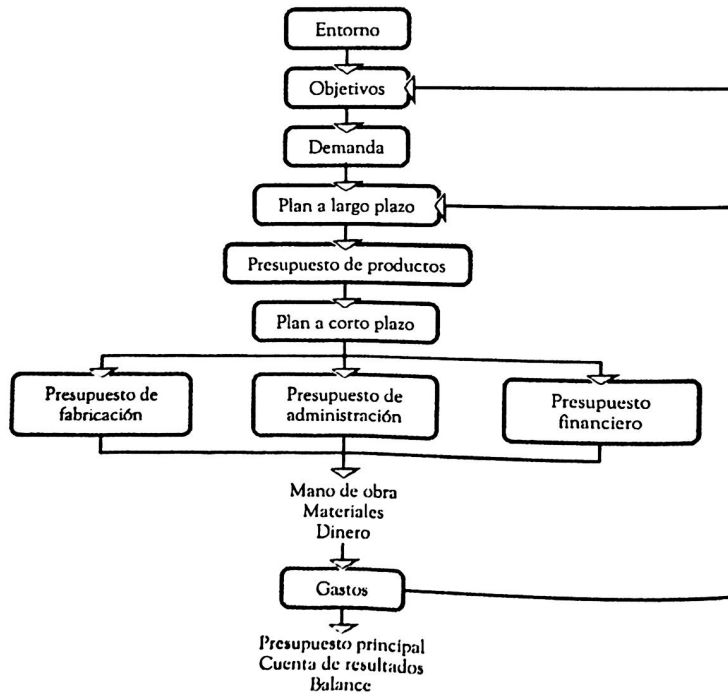 Entorno
Objetivos
Demanda
Plan a largo plazo
Presupuesto de productos
Plan a corto plazo
Presupuesto de
fabricación
Presupuesto de
administración
Presupuesto
financiero
Mano de obra
Materiales
Dinero
Gastos
Presupuesto principal
Cuenta de resultados
Balance